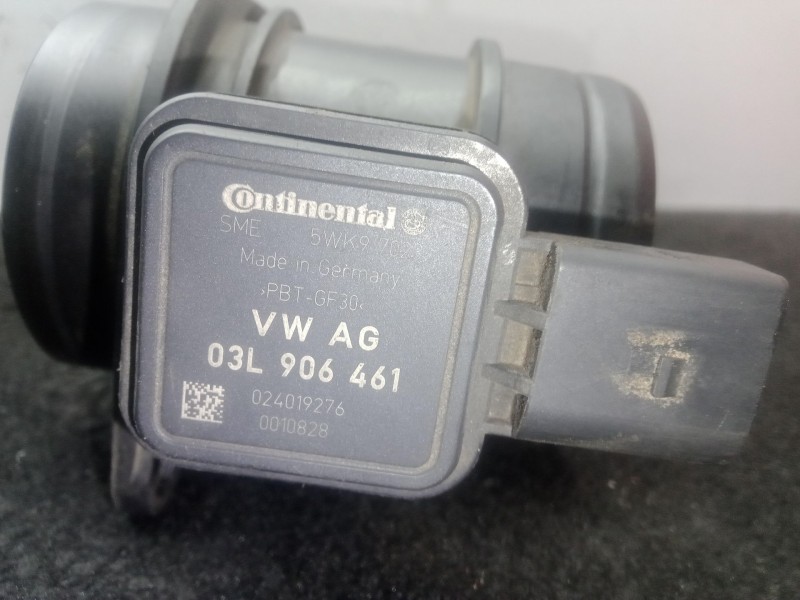 Continental
SME
Made in Germany
>PBT-GF30<
VW AG
03L 906 461
024019276
0010828